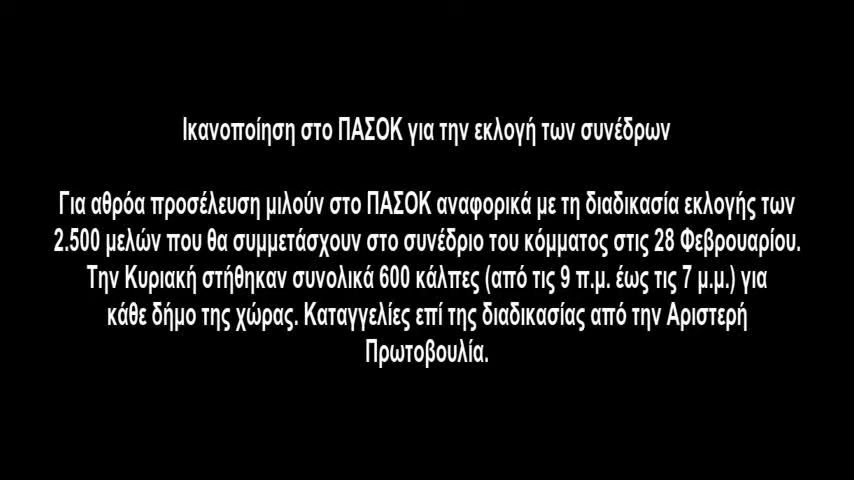 Ικανοποίηση στο ΠΑΣΟΚ για την εκλογή των συνέδρων
Για αθρόα προσέλευση μιλούν στο ΠΑΣΟΚ αναφορικά με τη διαδικασία εκλογής των
2.500 μελών που θα συμμετάσχουν στο συνέδριο του κόμματος στις 28 Φεβρουαρίου.
Την Κυριακή στήθηκαν συνολικά 600 κάλπες (από τις 9 π.μ. έως τις 7 μ.μ.) για
κάθε δήμο της χώρας. Καταγγελίες επί της διαδικασίας από την Αριστερή
Πρωτοβουλία.